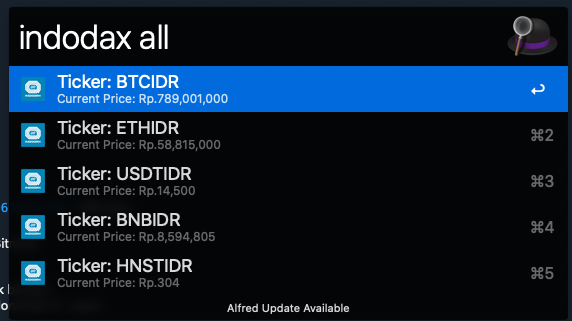 indodax all
Ticker: BTCIDR
Current Price: Rp.789,001,000
Ticker: ETHIDR
Current Price: Rp.58,815,000
⌘2
Ticker: USDTIDR
Current Price: Rp.14,500
⌘3
Ticker: BNBIDR
Current Price: Rp.8,594,805
⌘4
Ticker: HNSTIDR
Current Price: Rp.304
⌘5
Alfred Update Available